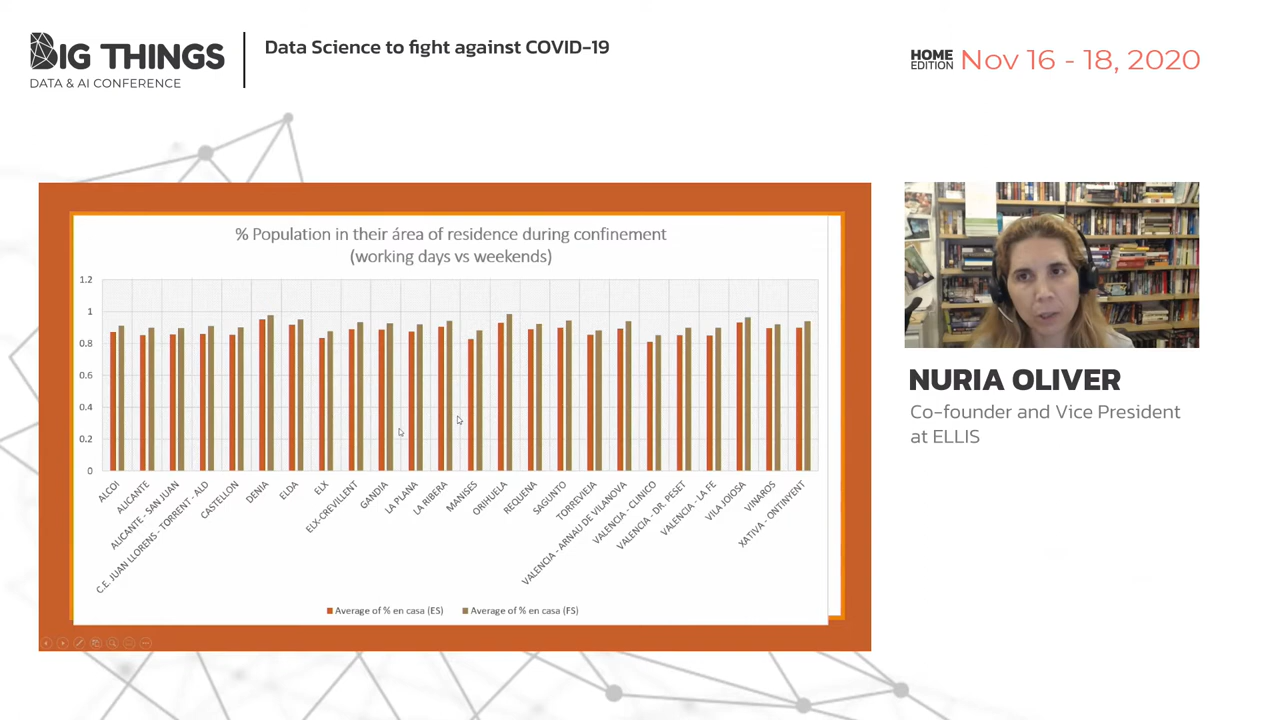 BIG THINGS
DATA & AI CONFERENCE
Data Science to fight against COVID-19
HOME
EDITION
Nov 16 - 18, 2020
% Population in their área of residence during confinement
(working days vs weekends)
1.2
1
0.8
0.6
0.4
0.2
0
ALCOI
ALICANTE
ALICANTE - SAN JUAN
C.E. JUAN LLORENS - TORRENT - ALD
CASTELLON
DENIA
ELDA
ELX
ELX-CREVILLENT
GANDIA
LA PLANA
LA RIBERA
MANISES
ORIHUELA
REQUENA
SAGUNTO
TORREVIEJA
VALENCIA - ARNAU DE VILANOVA
VALENCIA - CLINICO
VALENCIA - DR. PESET
VALENCIA - LA FE
VILA JOIOSA
VINAROS
XATIVA - ONTINYENT
Average of % en casa (ES)
Average of % en casa (FS)
NURIA OLIVER
Co-founder and Vice President
at ELLIS